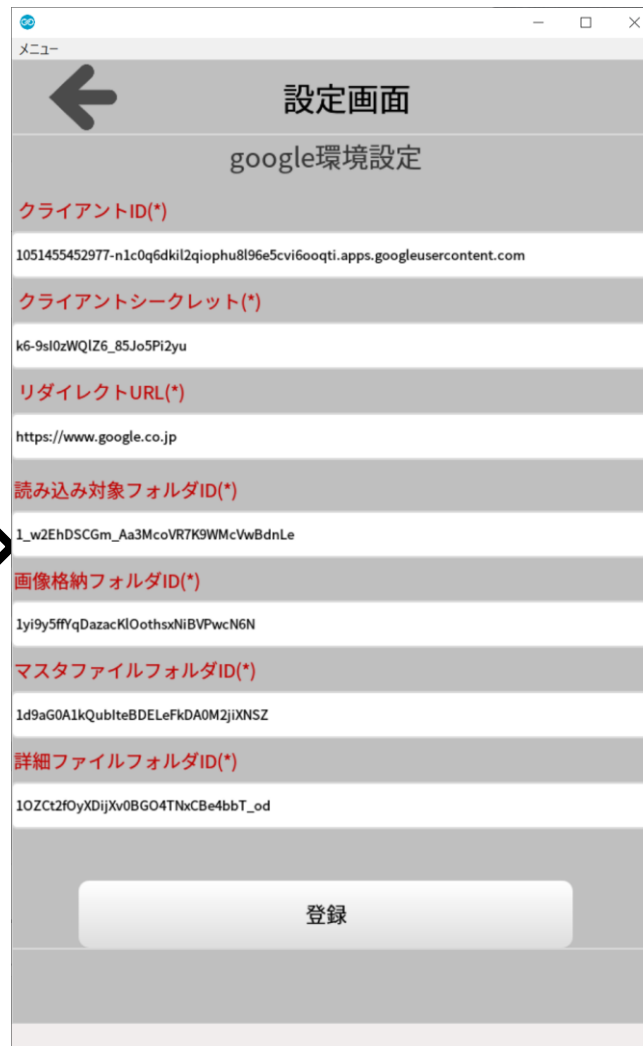 メニュー
設定画面
google環境設定
クライアントID(*)
1051455452977-n1c0q6dkil2qiophu8l96e5cvi6ooqti.apps.googleusercontent.com
クライアントシークレット(*)
k6-9sI0zWQlZ6_85Jo5Pi2yu
リダイレクトURL(*)
https://www.google.co.jp
読み込み対象フォルダID(*)
1_w2EhDSCGm_Aa3McoVR7K9WMcVwBdnLe
画像格納フォルダID(*)
1yi9y5ffYqDazacKlOothsxNiBVPwcN6N
マスタファイルフォルダID(*)
1d9aG0A1kQubIteBDELeFkDA0M2jiXNSZ
詳細ファイルフォルダID(*)
1OZCt2fOyXDijXv0BGO4TNxCBe4bbT_od
登録